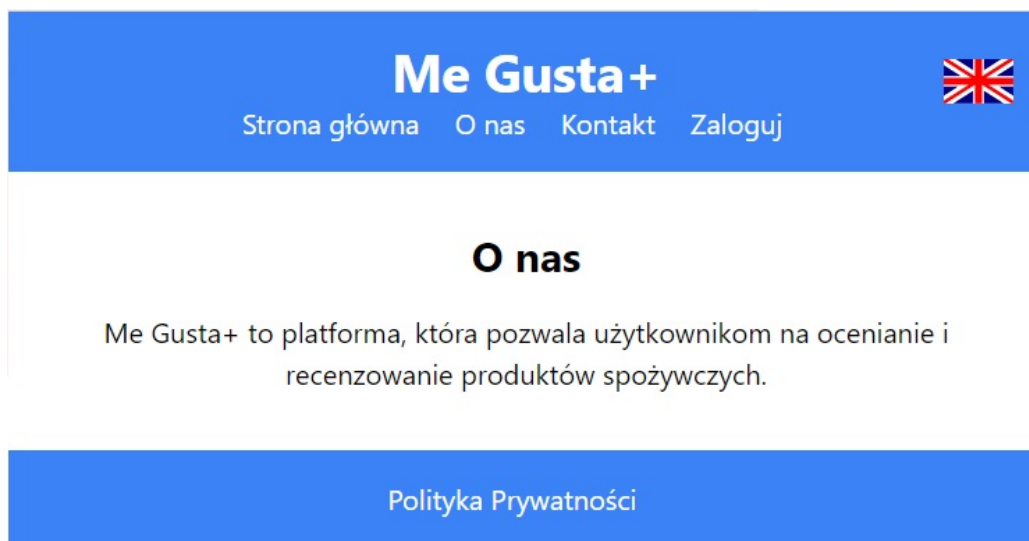 Me Gusta+
Strona główna O nas Kontakt Zaloguj
O nas
Me Gusta+ to platforma, która pozwala użytkownikom na ocenianie i
recenzowanie produktów spożywczych.
Polityka Prywatności